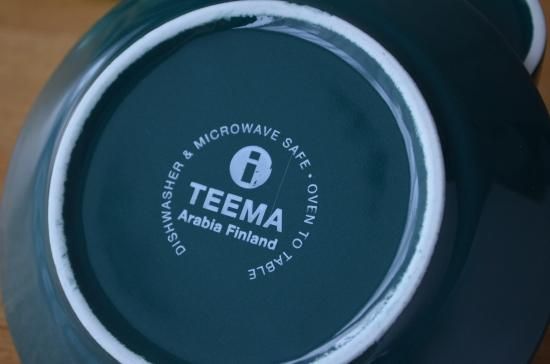 DISHWASHER & MICROWAVE SAFE • OVEN TO TABLE
i
TEEMA
Arabia Finland